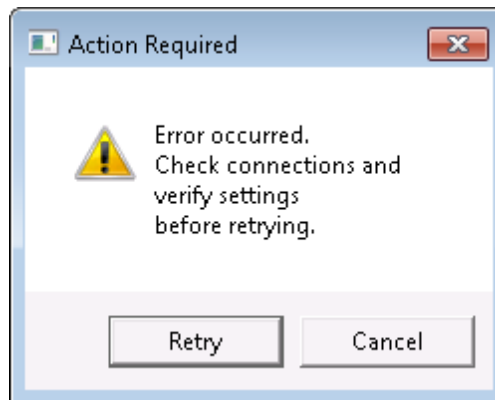 Action Required
Error occurred.
Check connections and
verify settings
before retrying.
Retry
Cancel